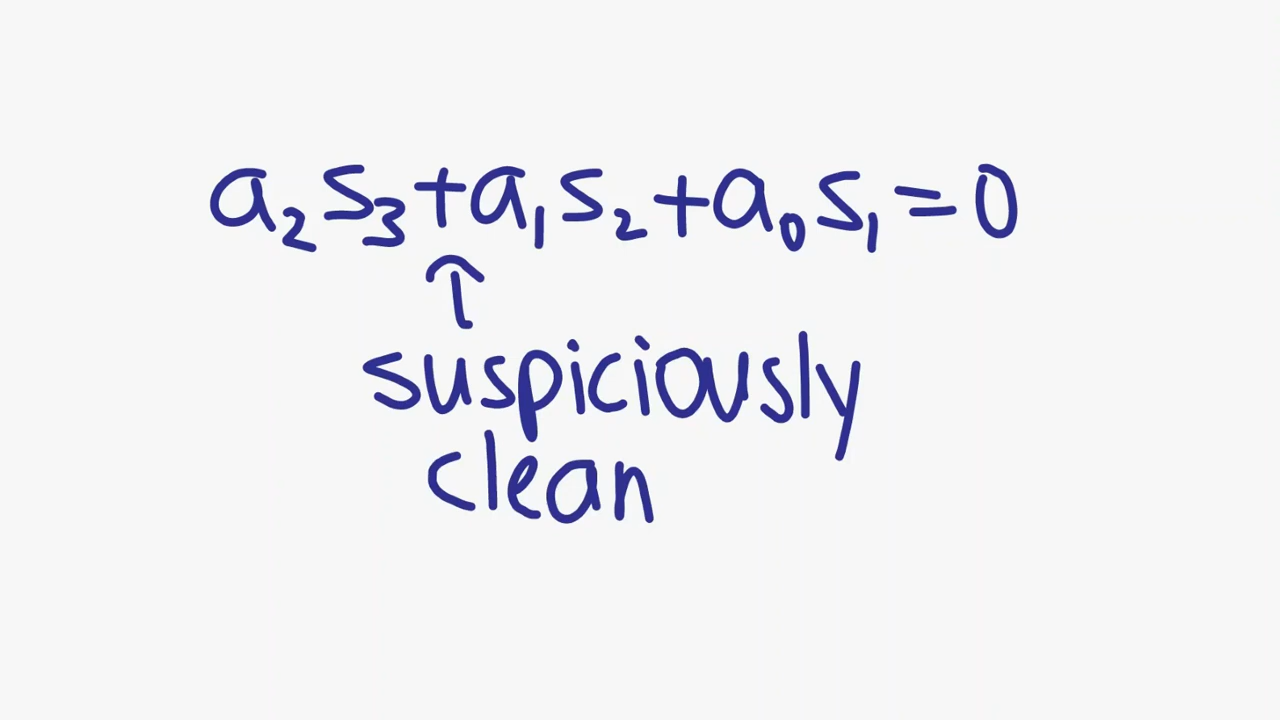 a₂s₃+a₁s₂+a₀s₁=0
↑
suspiciously
clean